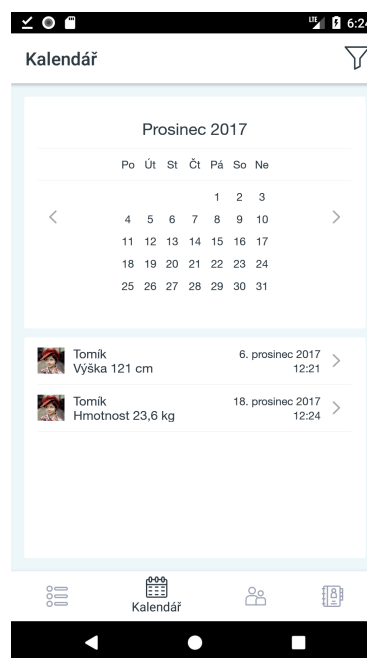 LTE 6:24
Kalendář
Prosinec 2017
Po Út St Čt Pá So Ne
1 2 3
4 5 6 7 8 9 10
11 12 13 14 15 16 17
18 19 20 21 22 23 24
25 26 27 28 29 30 31
Tomík 6. prosinec 2017
Výška 121 cm 12:21
Tomík 18. prosinec 2017
Hmotnost 23,6 kg 12:24
Kalendář